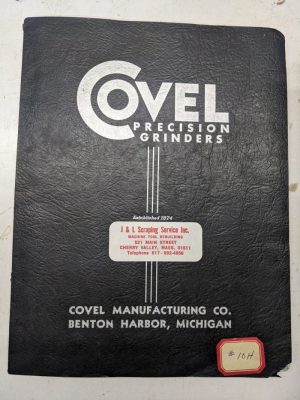 COVEL
PRECISION
GRINDERS
Established 1874
J & L Scraping Service Inc.
MACHINE TOOL REBUILDING
521 MAIN STREET
CHERRY VALLEY, MASS. 01611
Telephone 617-892-4866
COVEL MANUFACTURING CO.
BENTON HARBOR, MICHIGAN
#10H